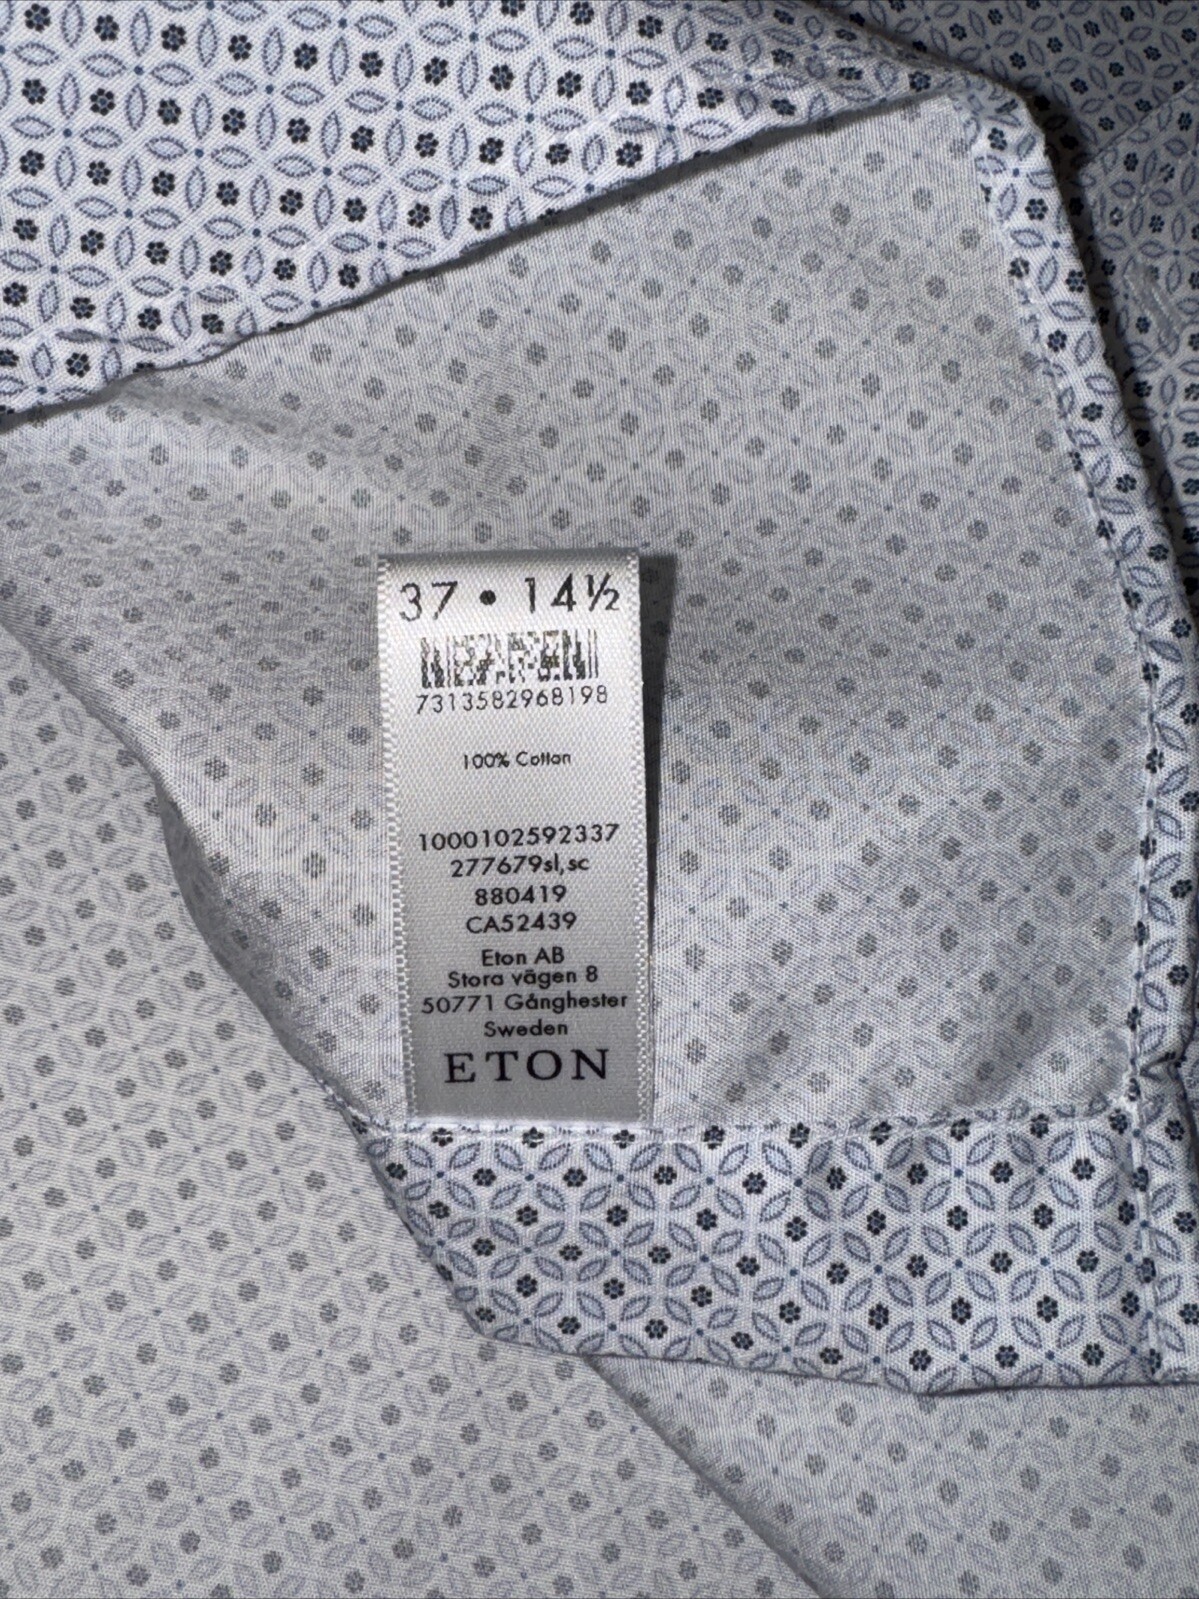 37 • 14½
7313582968198
100% Cotton
1000102592337
277679sl,sc
880419
CA52439
Eton AB
Stora vägen 8
50771 Gånghester
Sweden
ETON